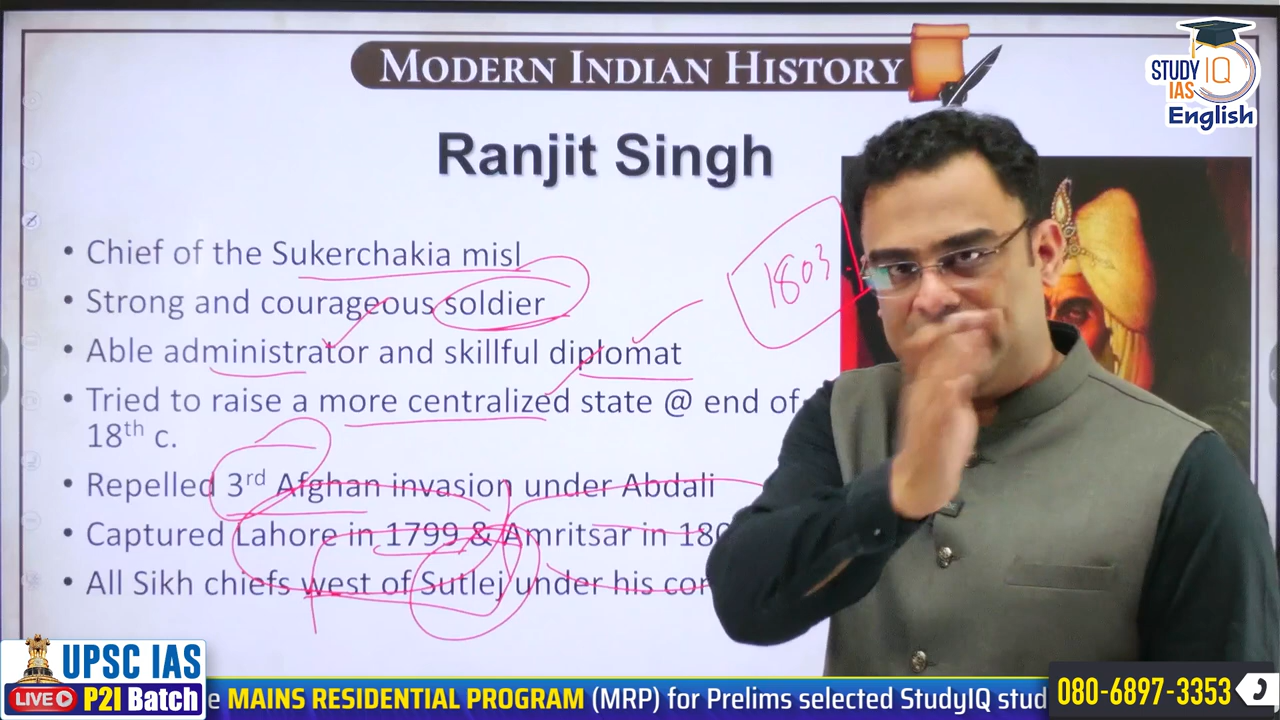 MODERN INDIAN HISTORY
STUDY IQ
IAS
English
Ranjit Singh
• Chief of the Sukerchakia misl
• Strong and courageous soldier
1803
• Able administrator and skillful diplomat
• Tried to raise a more centralized state @ end of
18th c.
• Repelled 3rd Afghan invasion under Abdali
• Captured Lahore in 1799 & Amritsar in
• All Sikh chiefs west of Sutlej under his
UPSC IAS
LIVE P2I Batch
MAINS RESIDENTIAL PROGRAM (MRP) for Prelims selected StudyIQ
080-6897-3353